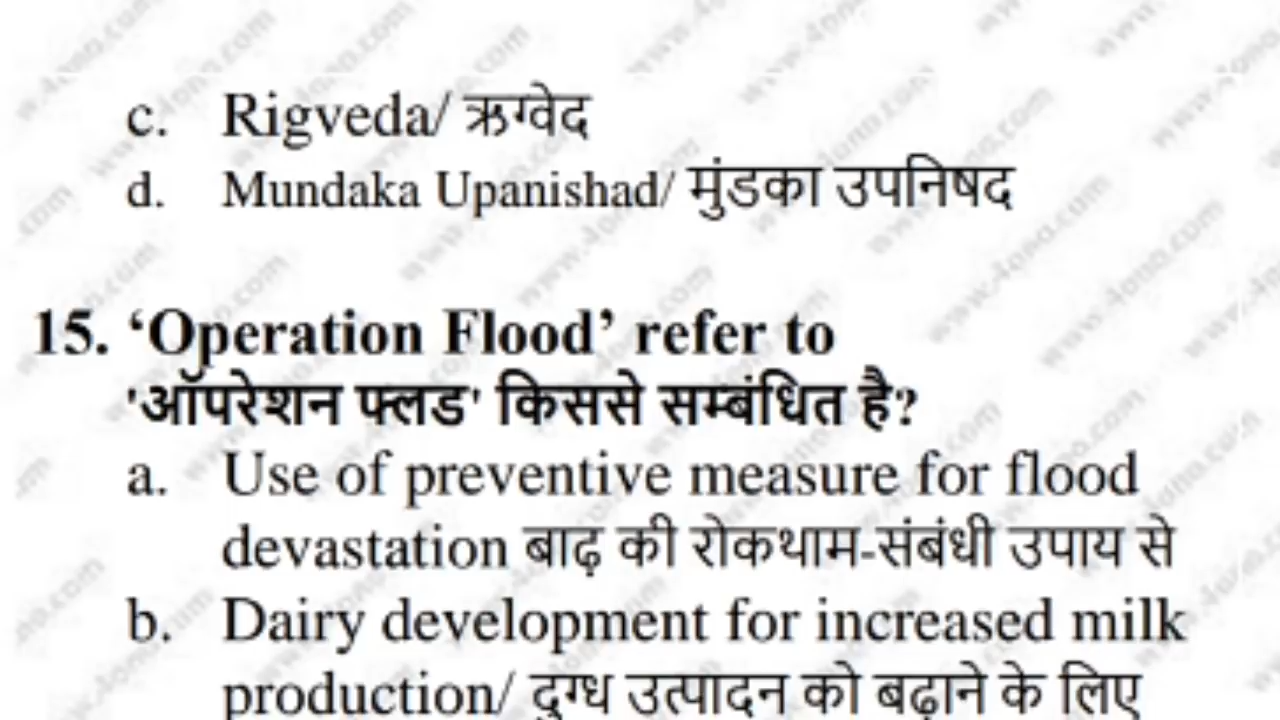 c. Rigveda/ ऋग्वेद
d. Mundaka Upanishad/ मुंडका उपनिषद
15. ‘Operation Flood’ refer to
'ऑपरेशन फ्लड' किससे सम्बंधित है?
a. Use of preventive measure for flood
devastation बाढ़ की रोकथाम-संबंधी उपाय से
b. Dairy development for increased milk
production/ दुग्ध उत्पादन को बढ़ाने के लिए